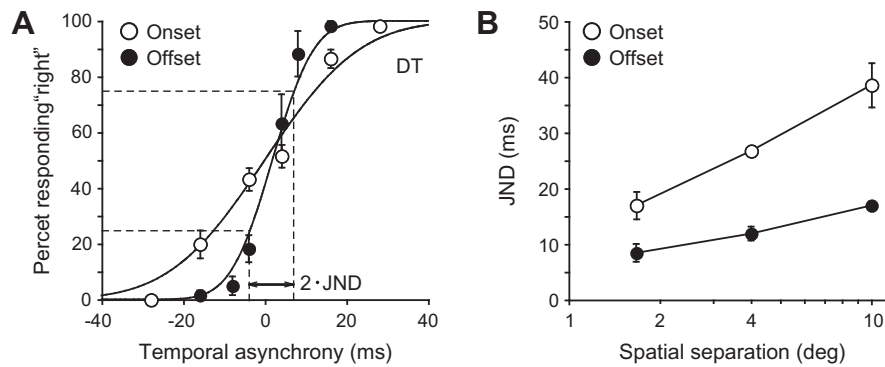 A
Onset
Offset
DT
100
80
60
40
20
0
Percet responding“right”
2·JND
-40
-20
0
20
40
Temporal asynchrony (ms)
B
Onset
Offset
50
40
30
20
10
0
JND (ms)
1
2
4
10
Spatial separation (deg)